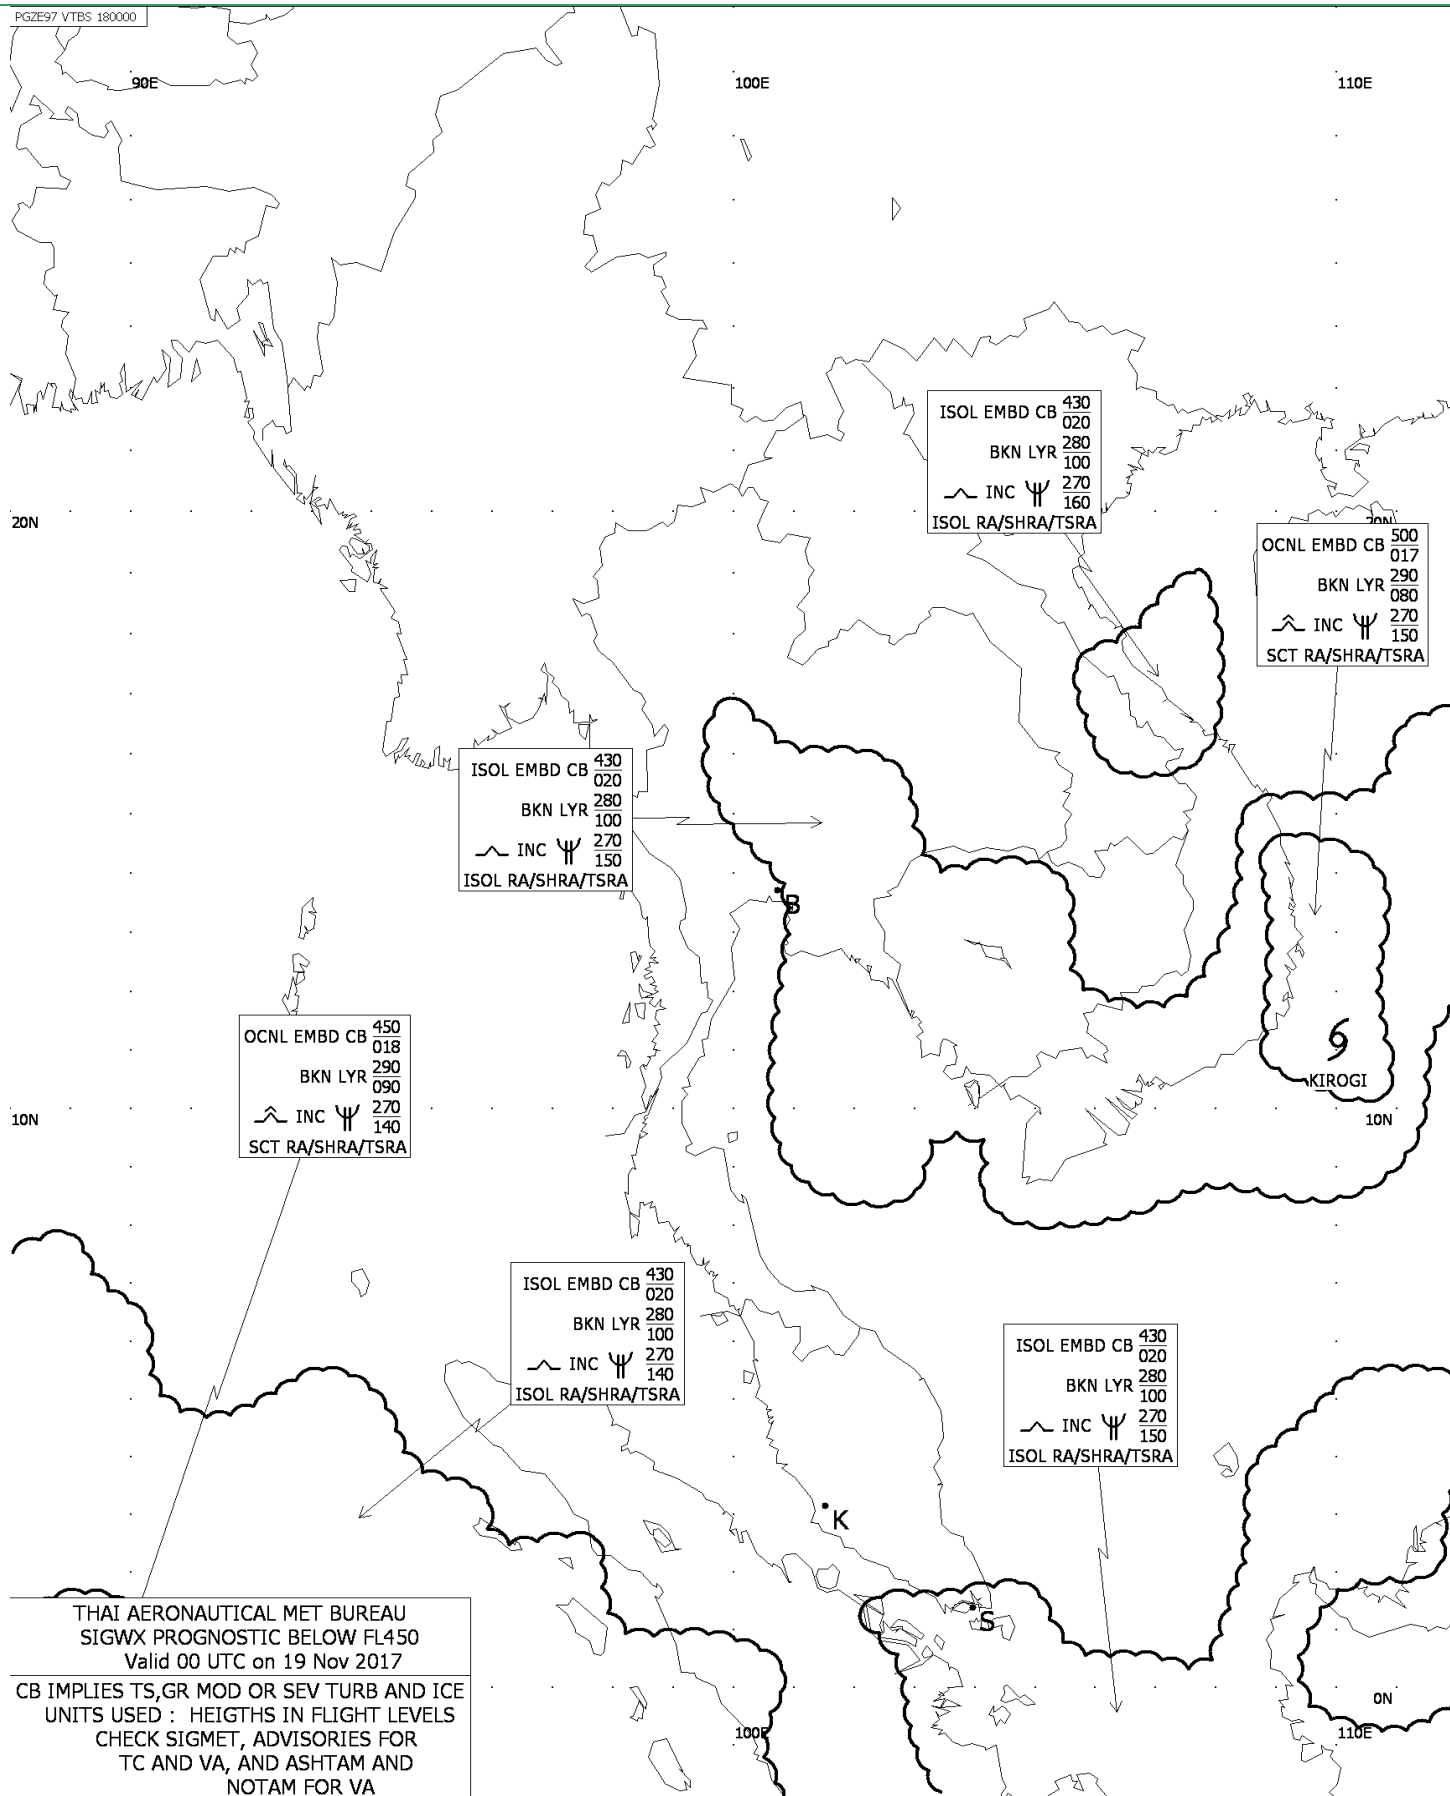 PGZE97 VTBS 180000
90E
100E
110E
ISOL EMBD CB 430
020
BKN LYR 280
100
INC 270
160
ISOL RA/SHRA/TSRA
20N
20N
OCNL EMBD CB 500
017
BKN LYR 290
080
INC 270
150
SCT RA/SHRA/TSRA
ISOL EMBD CB 430
020
BKN LYR 280
100
INC 270
150
ISOL RA/SHRA/TSRA
B
OCNL EMBD CB 450
018
BKN LYR 290
090
INC 270
140
SCT RA/SHRA/TSRA
KIROGI
10N
10N
ISOL EMBD CB 430
020
BKN LYR 280
100
INC 270
140
ISOL RA/SHRA/TSRA
ISOL EMBD CB 430
020
BKN LYR 280
100
INC 270
150
ISOL RA/SHRA/TSRA
K
S
THAI AERONAUTICAL MET BUREAU
SIGWX PROGNOSTIC BELOW FL450
Valid 00 UTC on 19 Nov 2017
CB IMPLIES TS,GR MOD OR SEV TURB AND ICE
UNITS USED : HEIGTHS IN FLIGHT LEVELS
CHECK SIGMET, ADVISORIES FOR
TC AND VA, AND ASHTAM AND
NOTAM FOR VA
0N
100E
110E